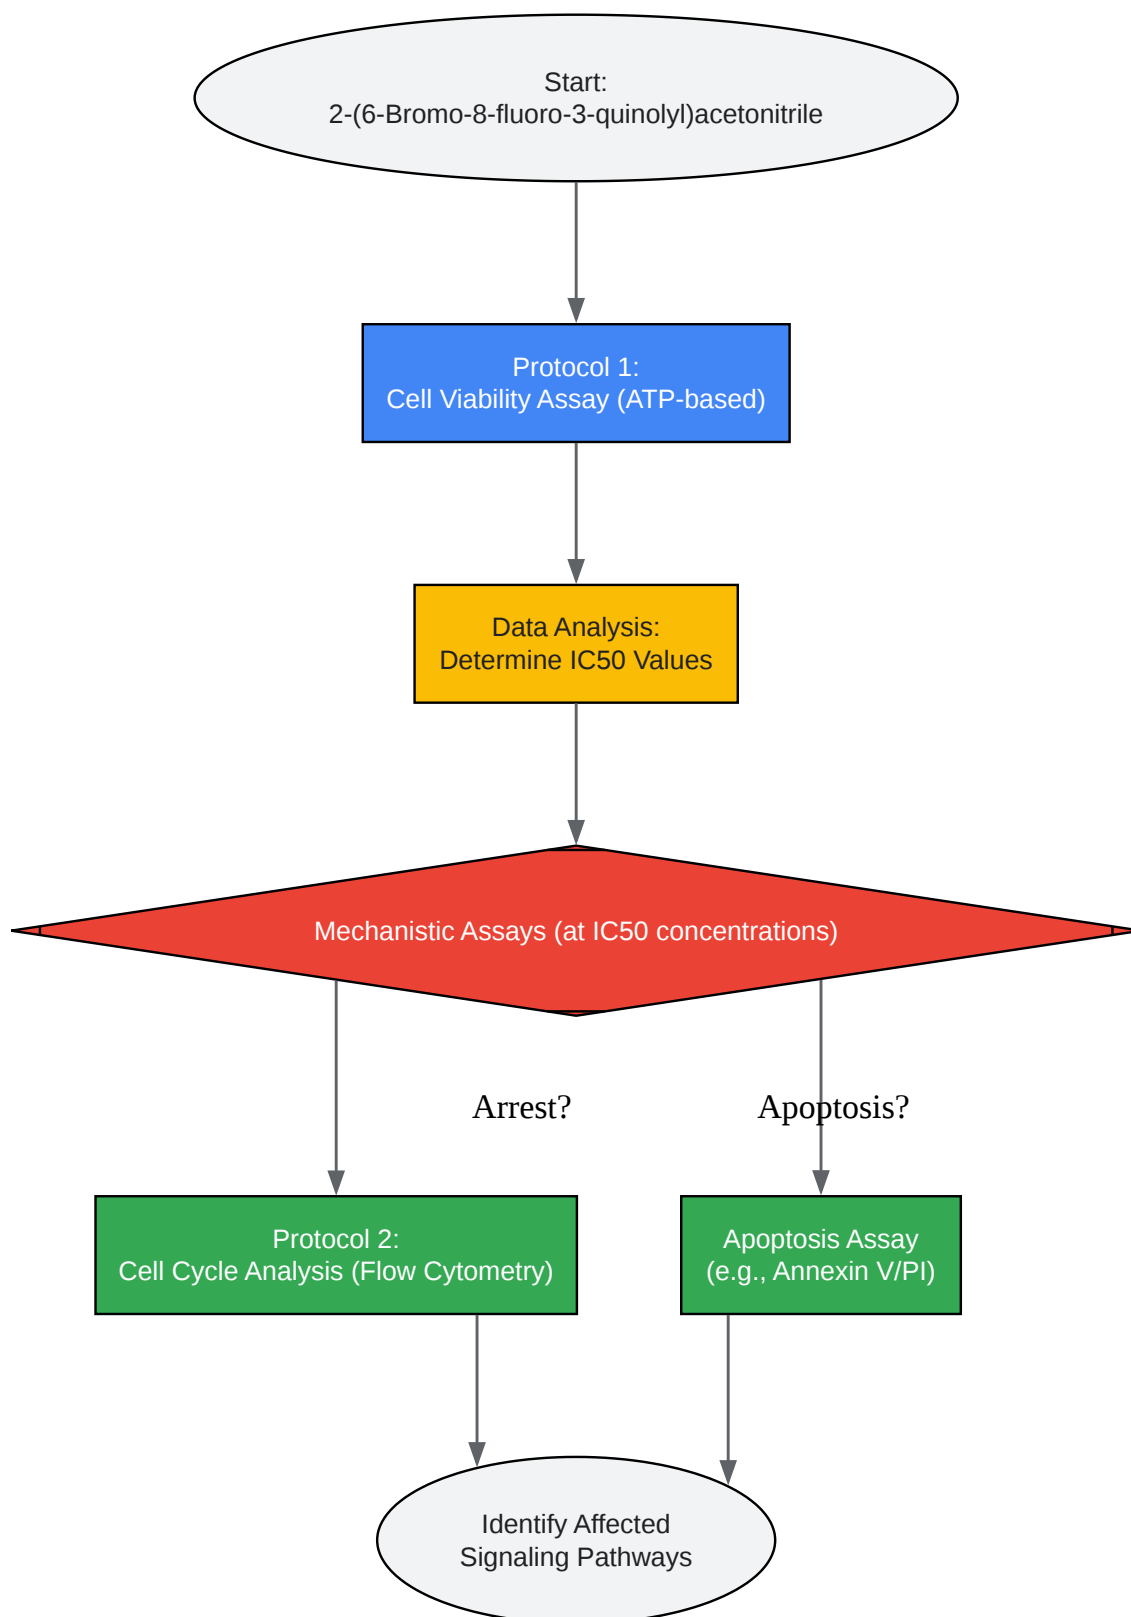 Start:
2-(6-Bromo-8-fluoro-3-quinolyl)acetonitrile
Protocol 1:
Cell Viability Assay (ATP-based)
Data Analysis:
Determine IC50 Values
Mechanistic Assays (at IC50 concentrations)
Arrest?
Apoptosis?
Protocol 2:
Cell Cycle Analysis (Flow Cytometry)
Apoptosis Assay
(e.g., Annexin V/PI)
Identify Affected
Signaling Pathways